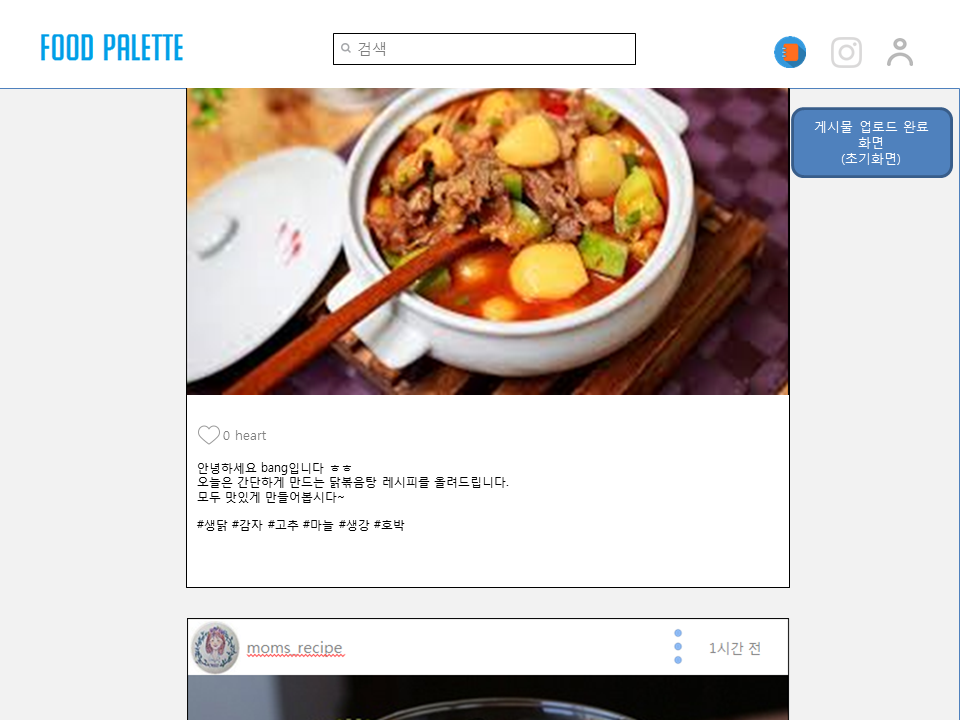 FOOD PALETTE
검색
게시물 업로드 완료
화면
(초기화면)
0 heart
안녕하세요 bang입니다 ㅎㅎ
오늘은 간단하게 만드는 닭볶음탕 레시피를 올려드립니다.
모두 맛있게 만들어봅시다~
#생닭 #감자 #고추 #마늘 #생강 #호박
moms_recipe
1시간 전